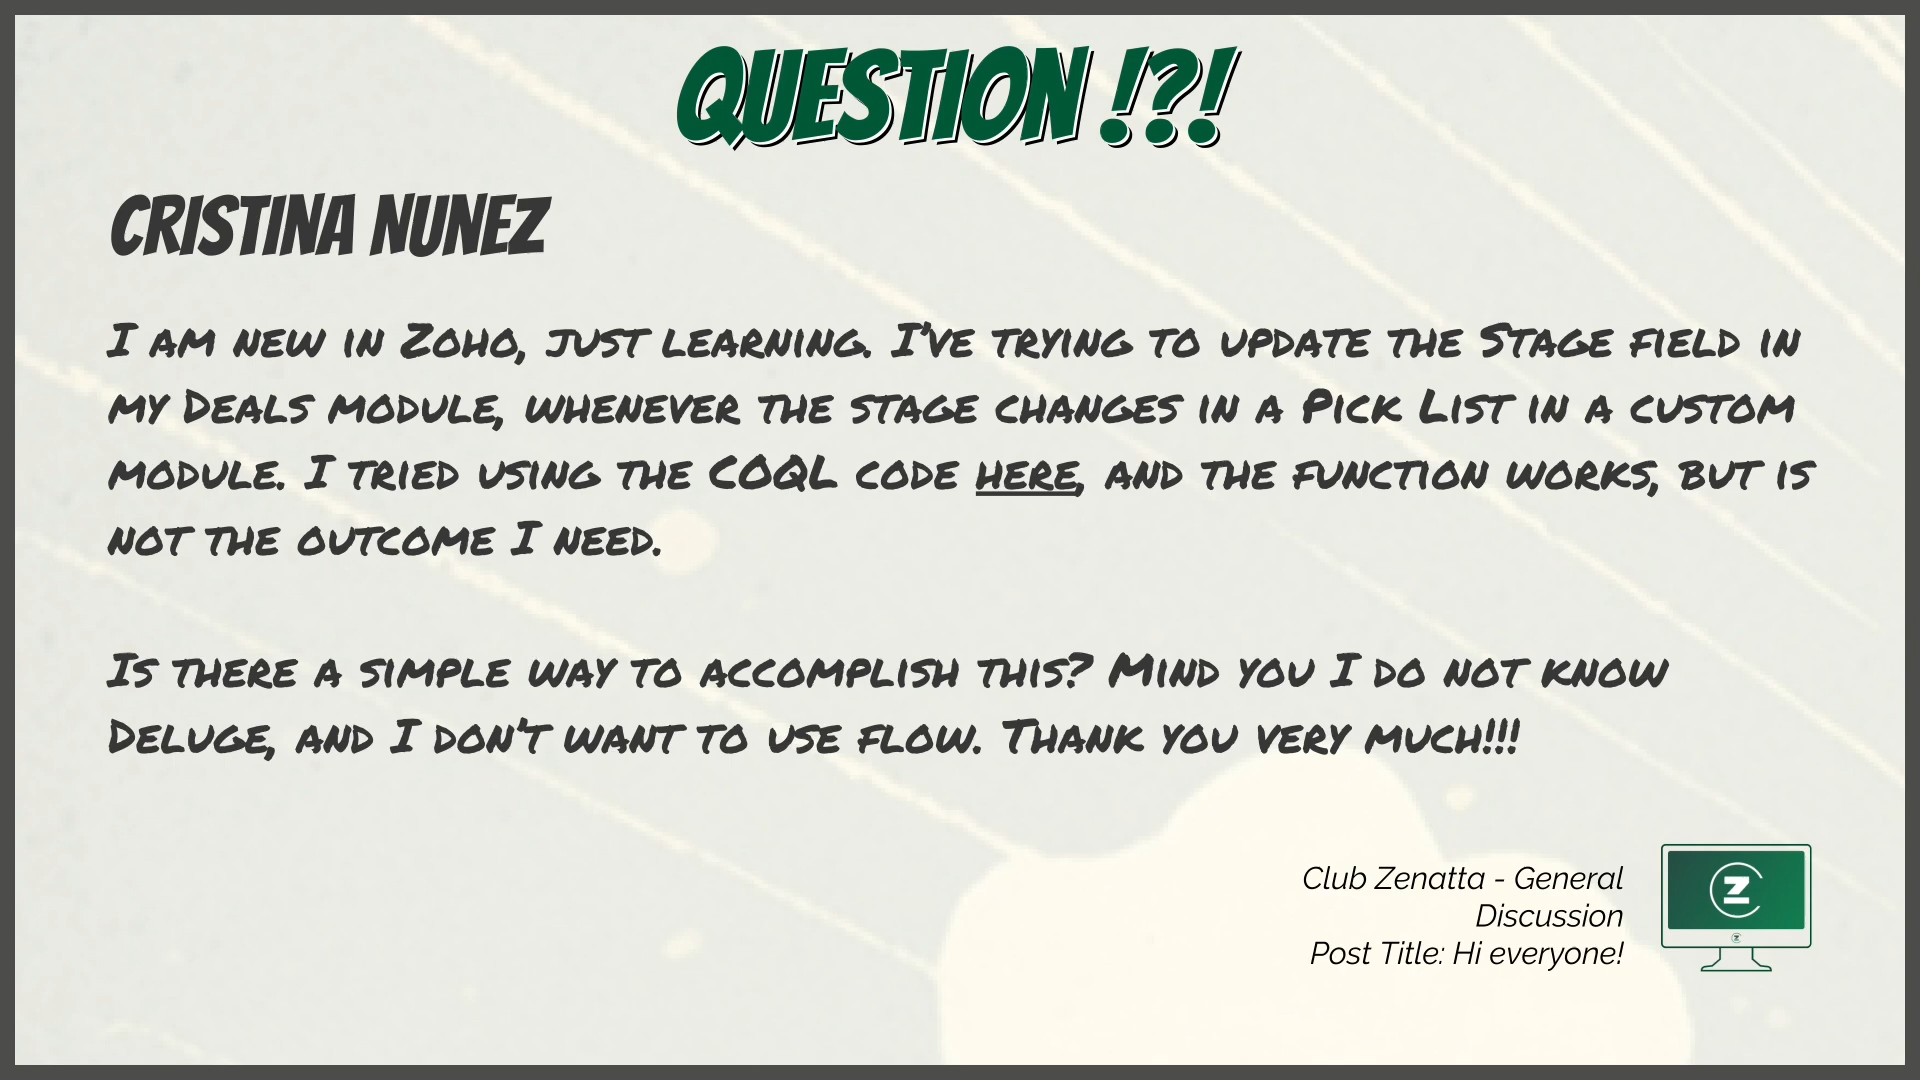 QUESTION !?!
CRISTINA NUNEZ
I am new in Zoho, just learning. I've trying to update the Stage field in
my Deals module, whenever the stage changes in a Pick List in a custom
module. I tried using the COQL code here, and the function works, but is
not the outcome I need.
Is there a simple way to accomplish this? Mind you I do not know
Deluge, and I don't want to use flow. Thank you very much!!!
Club Zenatta - General
Discussion
Post Title: Hi everyone!
Z